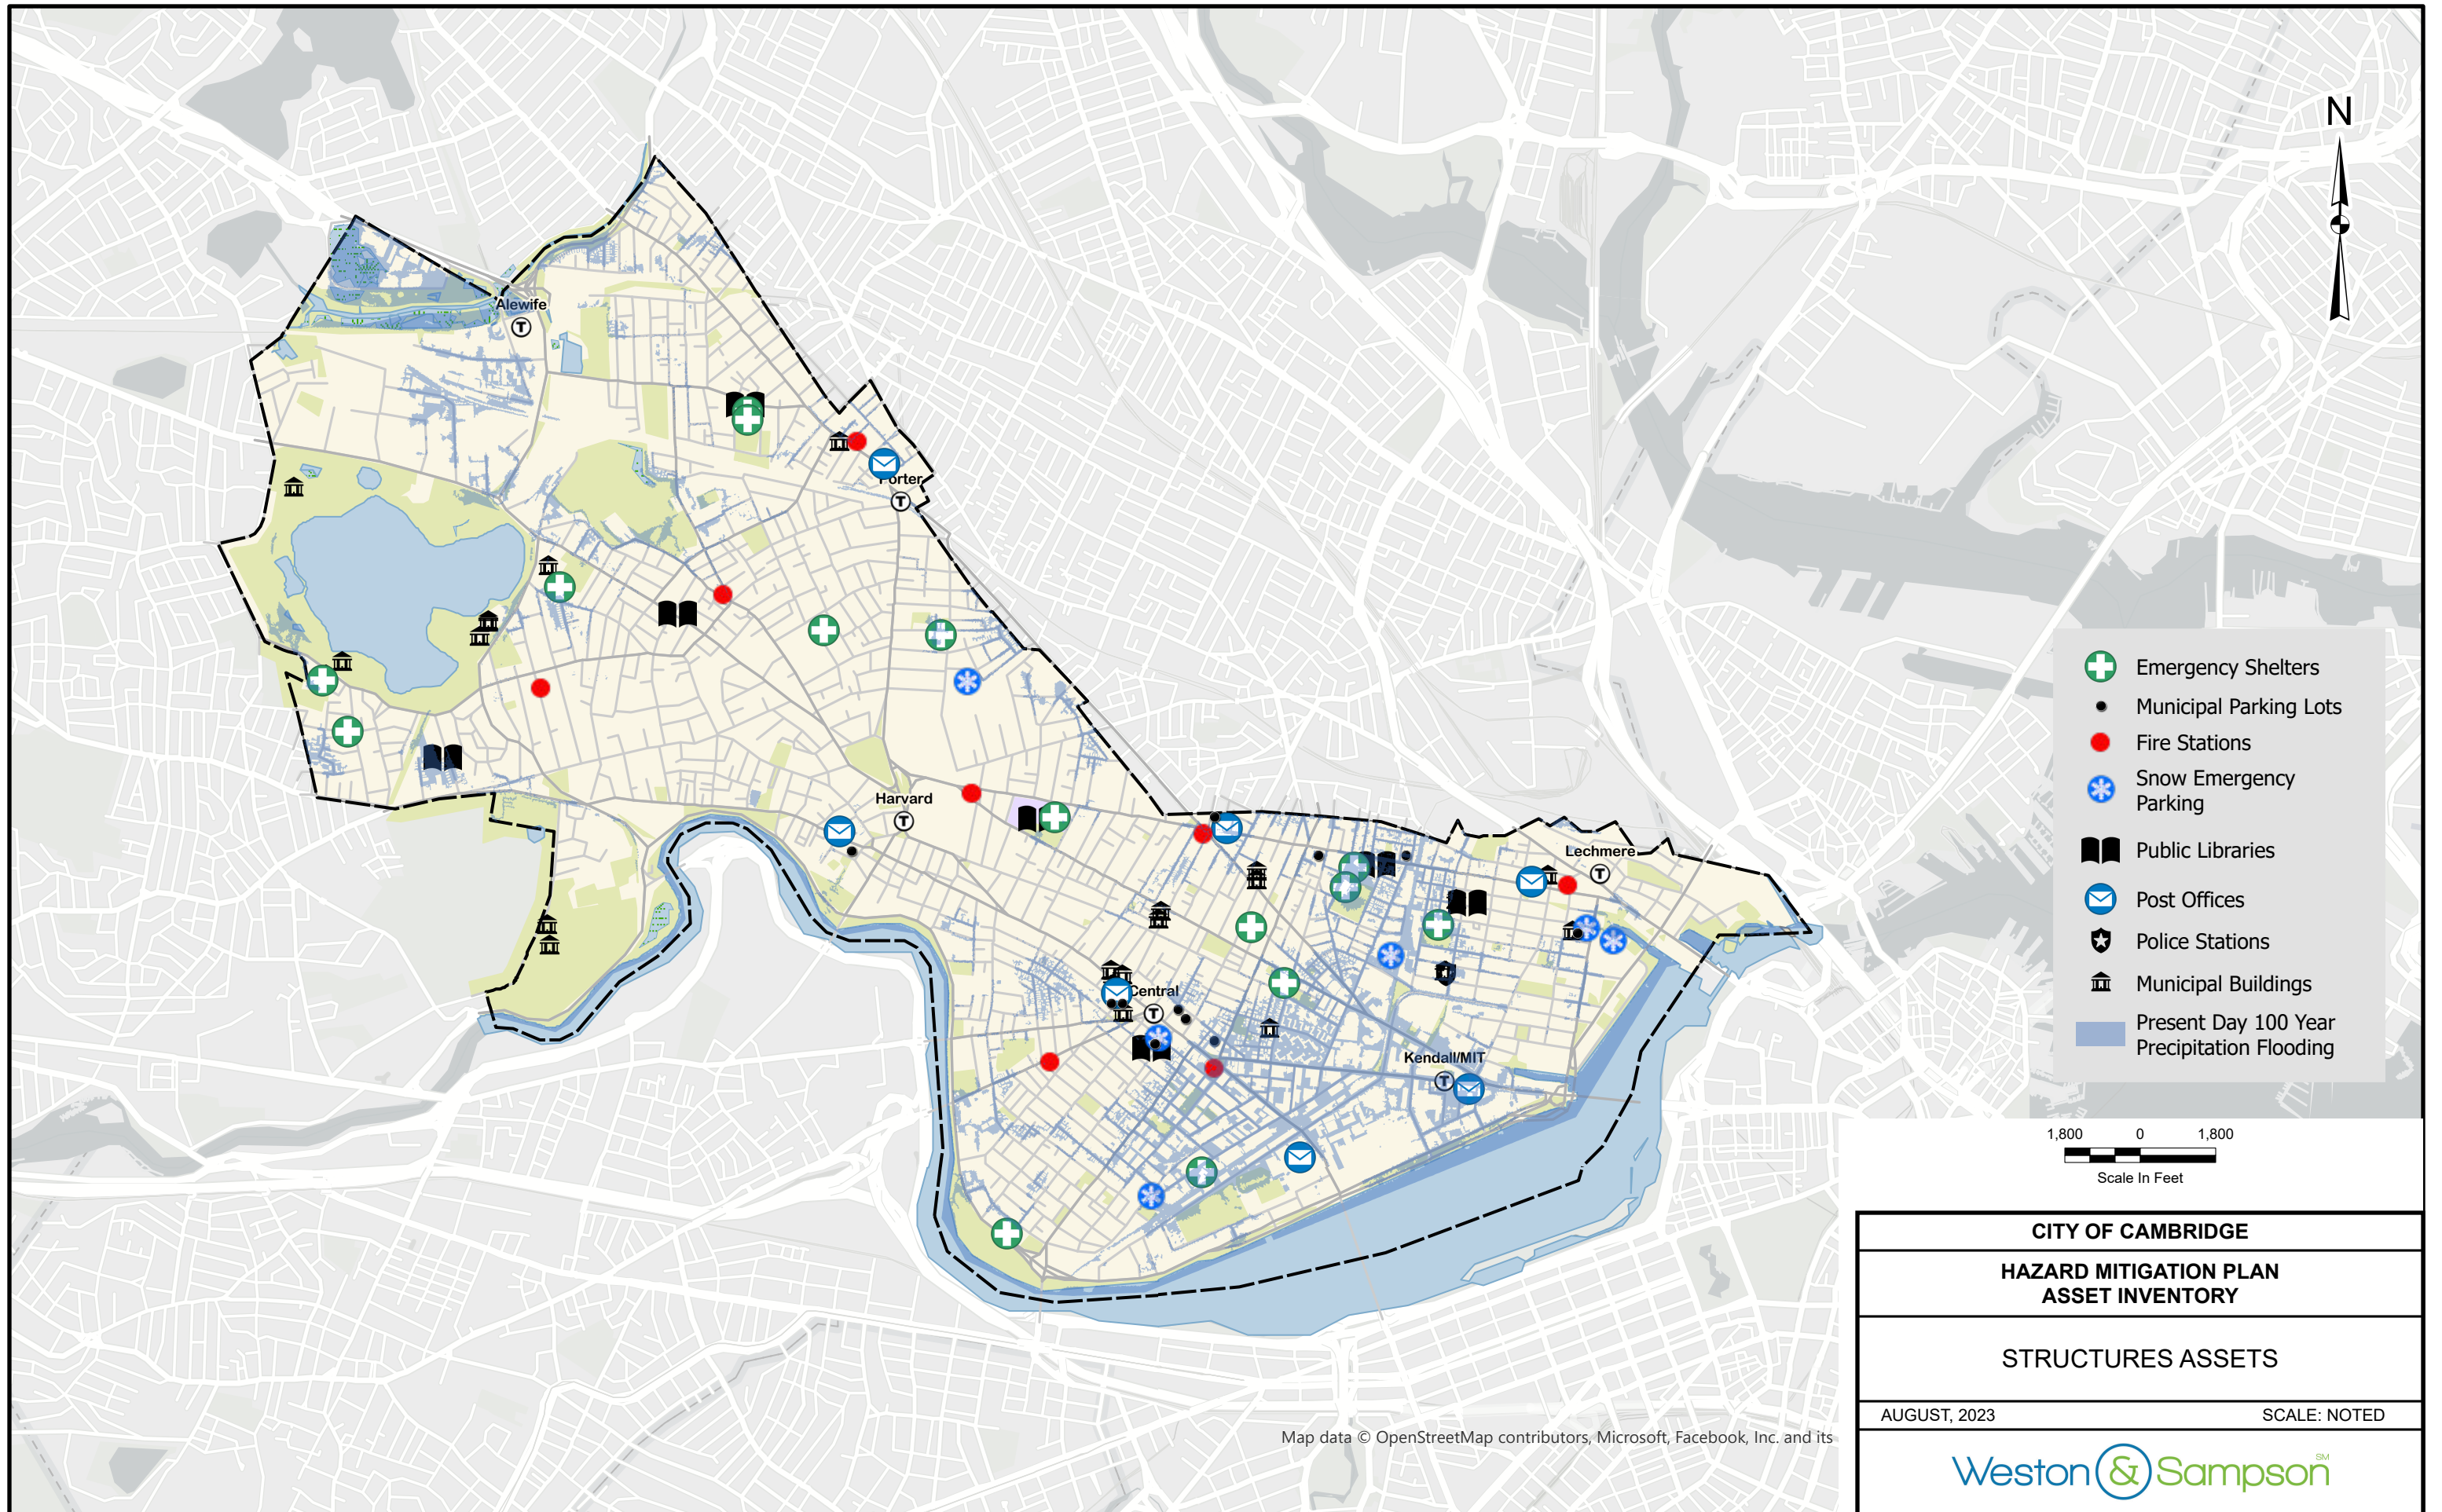 N
Alewife
Porter
Harvard
Lechmere
Central
Kendall/MIT
T
T
T
T
T
T
Emergency Shelters
Municipal Parking Lots
Fire Stations
Snow Emergency
Parking
Public Libraries
Post Offices
Police Stations
Municipal Buildings
Present Day 100 Year
Precipitation Flooding
1,800 0 1,800
Scale In Feet
CITY OF CAMBRIDGE
HAZARD MITIGATION PLAN
ASSET INVENTORY
STRUCTURES ASSETS
AUGUST, 2023 SCALE: NOTED
Map data © OpenStreetMap contributors, Microsoft, Facebook, Inc. and its
Weston & Sampson SM